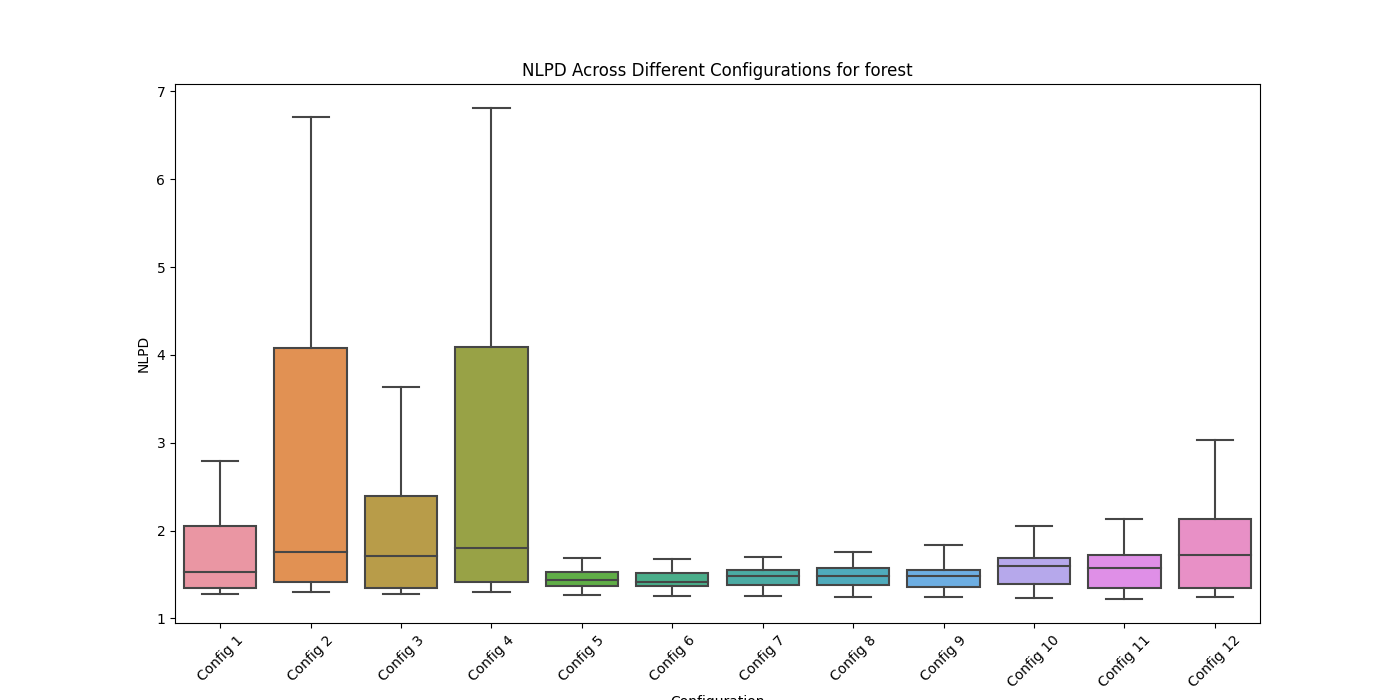 NLPD Across Different Configurations for forest
7
6
5
4
3
2
1
NLPD
Config 1
Config 2
Config 3
Config 4
Config 5
Config 6
Config 7
Config 8
Config 9
Config 10
Config 11
Config 12
Configuration